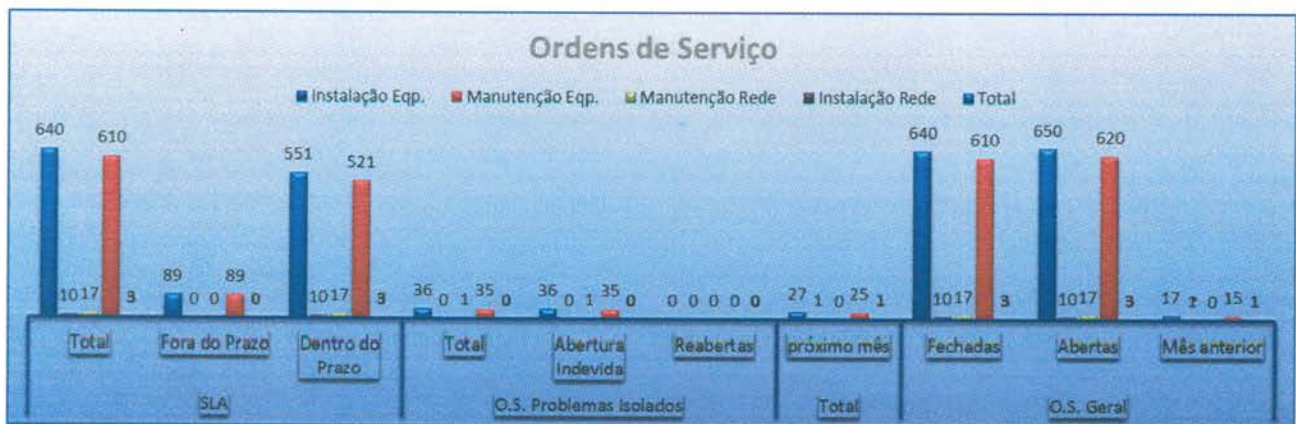 Ordens de Serviço
Instalação Eqp. Manutenção Eqp. Manutenção Rede Instalação Rede Total
640 10 17 610 3 89 0 0 89 0 551 10 17 521 3 36 0 1 35 0 36 0 1 35 0 0 0 0 0 0 27 1 0 25 1 640 10 17 610 3 650 10 17 620 3 17 0 15 1
Total Fora do Prazo Dentro do Prazo Total Abertura Indevida Reabertas próximo mês Fechadas Abertas Mês anterior
SLA O.S. Problemas Isolados Total O.S. Geral